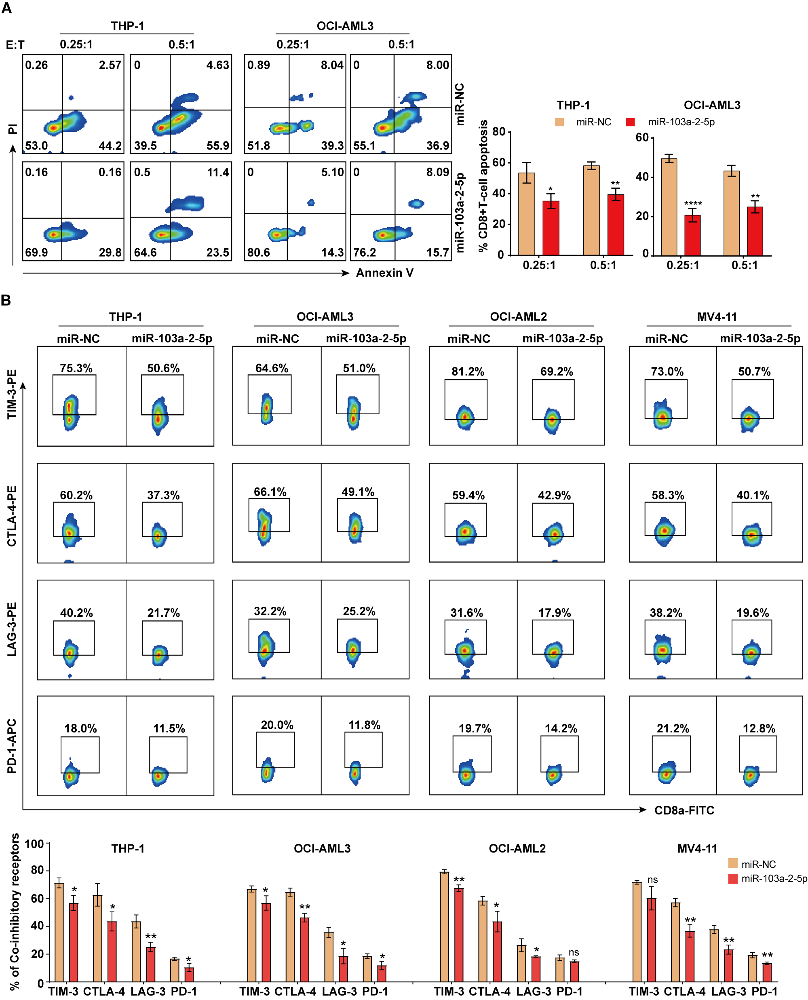 A
THP-1 OCI-AML3
E:T 0.25:1 0.5:1 0.25:1 0.5:1
0.26 2.57 0 4.63 0.89 8.04 0 8.00
53.0 44.2 39.5 55.9 51.8 39.3 55.1 36.9
miR-NC
0.16 0.16 0.5 11.4 0 5.10 0 8.09
69.9 29.8 64.6 23.5 80.6 14.3 76.2 15.7
miR-103a-2-5p
PI
Annexin V
THP-1 OCI-AML3
miR-NC miR-103a-2-5p
% CD8+T-cell apoptosis
80
60
40
20
0
* **
0.25:1 0.5:1
60
40
20
0
**** **
0.25:1 0.5:1
B
THP-1 OCI-AML3 OCI-AML2 MV4-11
miR-NC miR-103a-2-5p miR-NC miR-103a-2-5p miR-NC miR-103a-2-5p miR-NC miR-103a-2-5p
TIM-3-PE
75.3% 50.6% 64.6% 51.0% 81.2% 69.2% 73.0% 50.7%
CTLA-4-PE
60.2% 37.3% 66.1% 49.1% 59.4% 42.9% 58.3% 40.1%
LAG-3-PE
40.2% 21.7% 32.2% 25.2% 31.6% 17.9% 38.2% 19.6%
PD-1-APC
18.0% 11.5% 20.0% 11.8% 19.7% 14.2% 21.2% 12.8%
CD8a-FITC
% of Co-inhibitory receptors
100
80
60
40
20
0
THP-1 OCI-AML3 OCI-AML2 MV4-11
miR-NC
miR-103a-2-5p
* * ** * * ** * * ** * * ns ns ** ** **
TIM-3 CTLA-4 LAG-3 PD-1 TIM-3 CTLA-4 LAG-3 PD-1 TIM-3 CTLA-4 LAG-3 PD-1 TIM-3 CTLA-4 LAG-3 PD-1